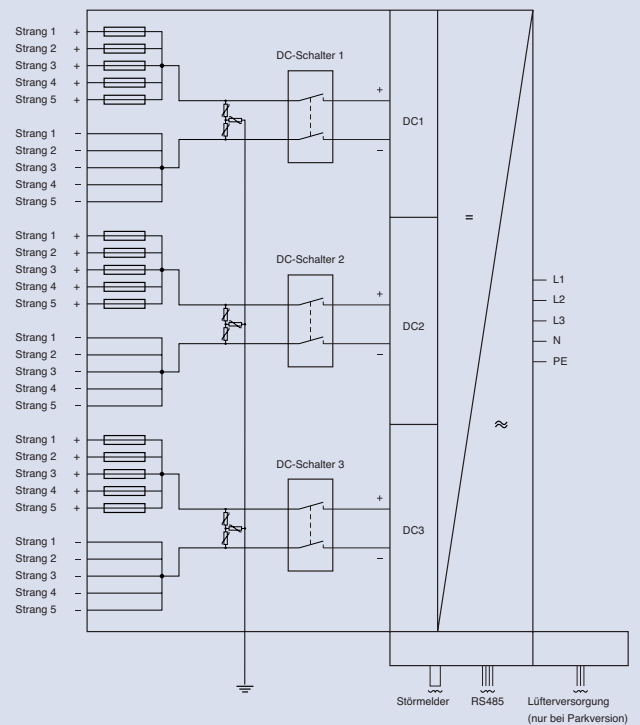 Strang 1 +
Strang 2 +
Strang 3 +
Strang 4 +
Strang 5 +
Strang 1 –
Strang 2 –
Strang 3 –
Strang 4 –
Strang 5 –
DC-Schalter 1
+
–
DC1
Strang 1 +
Strang 2 +
Strang 3 +
Strang 4 +
Strang 5 +
Strang 1 –
Strang 2 –
Strang 3 –
Strang 4 –
Strang 5 –
DC-Schalter 2
+
–
DC2
Strang 1 +
Strang 2 +
Strang 3 +
Strang 4 +
Strang 5 +
Strang 1 –
Strang 2 –
Strang 3 –
Strang 4 –
Strang 5 –
DC-Schalter 3
+
–
DC3
=
≈
L1
L2
L3
N
PE
Störmelder
RS485
Lüfterversorgung
(nur bei Parkversion)